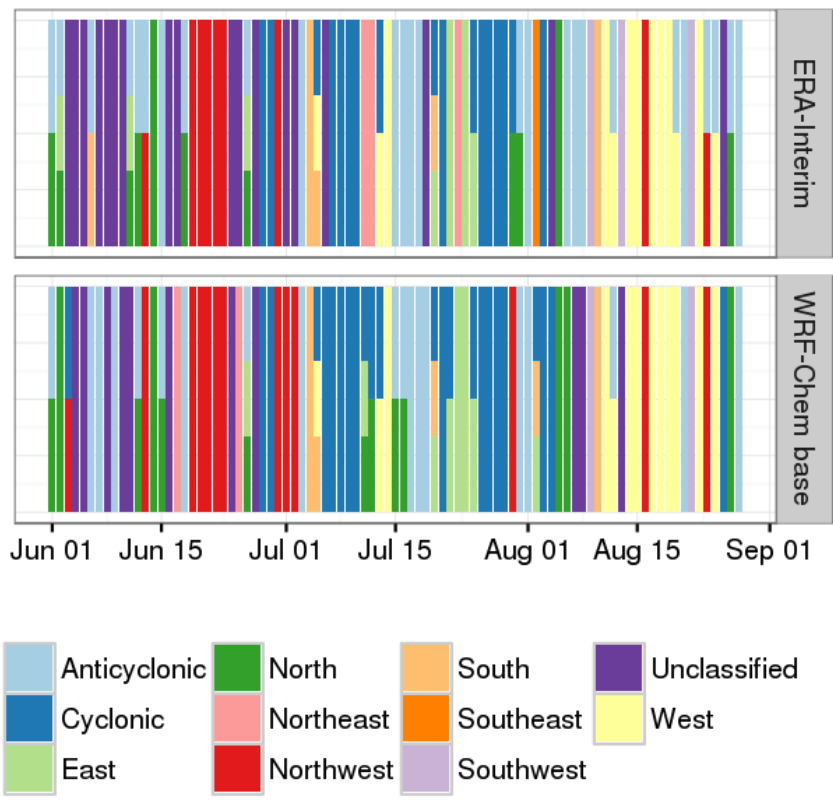 ERA-Interim
WRF-Chem base
Jun 01 Jun 15 Jul 01 Jul 15 Aug 01 Aug 15 Sep 01
Anticyclonic North South Unclassified
Cyclonic Northeast Southeast West
East Northwest Southwest